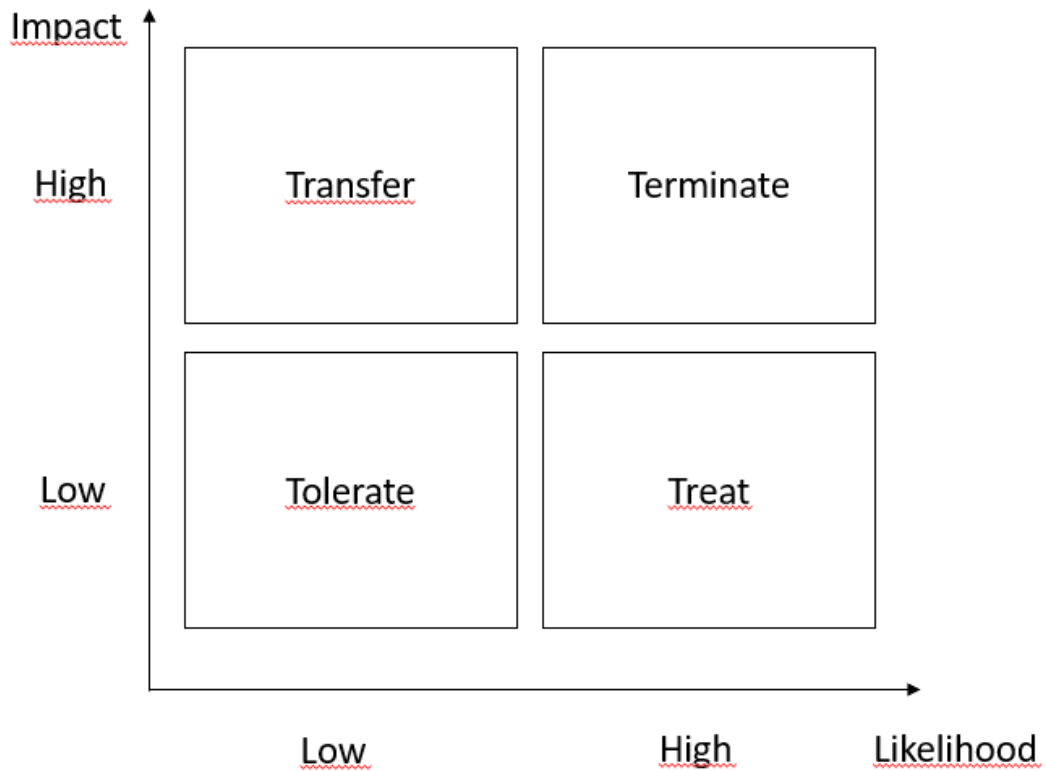 Impact
High
Transfer
Terminate
Low
Tolerate
Treat
Low
High
Likelihood